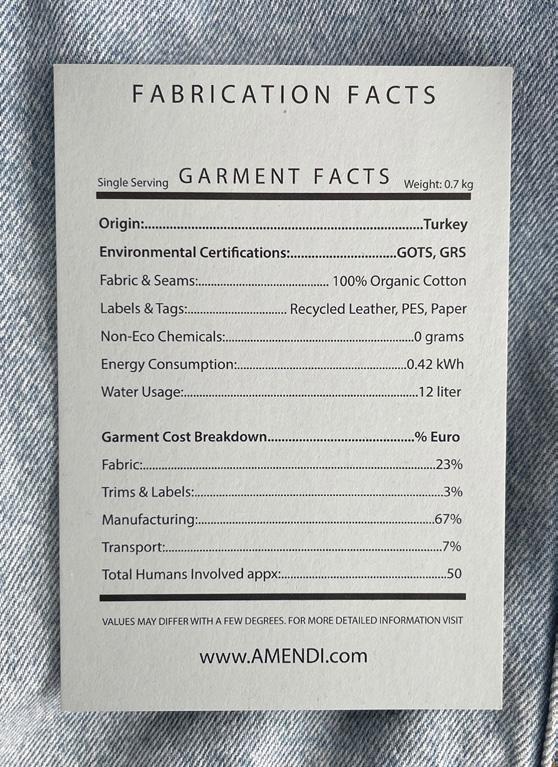 FABRICATION FACTS
Single Serving GARMENT FACTS Weight: 0.7 kg
Origin:..........................................................................Turkey
Environmental Certifications:............................GOTS, GRS
Fabric & Seams:.................................. 100% Organic Cotton
Labels & Tags:.......................... Recycled Leather, PES, Paper
Non-Eco Chemicals:.................................................0 grams
Energy Consumption:............................................0.42 kWh
Water Usage:.............................................................12 liter
Garment Cost Breakdown......................................% Euro
Fabric:............................................................................23%
Trims & Labels:.................................................................3%
Manufacturing:..............................................................67%
Transport:........................................................................7%
Total Humans Involved appx:...........................................50
VALUES MAY DIFFER WITH A FEW DEGREES. FOR MORE DETAILED INFORMATION VISIT
www.AMENDI.com